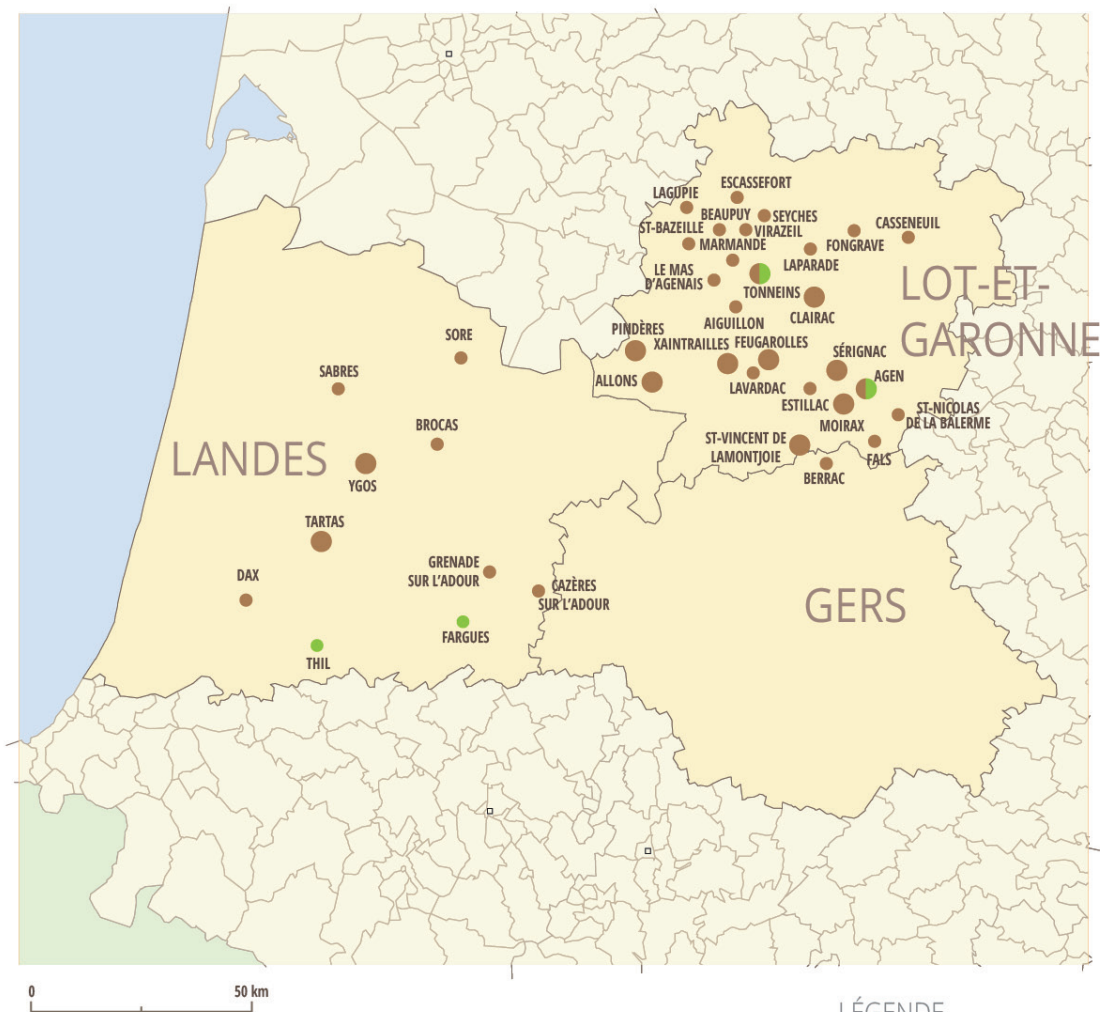 ESCASSEFORT
LAGUPIE
BEAUPUY
SEYCHES
ST-BAZEILLE
VIRAZEIL
CASSENEUIL
MARMANDE
FONGRAVE
LAPARADE
LE MAS
D'AGENAIS
TONNEINS
LOT-ET-
GARONNE
CLAIRAC
AIGUILLON
PINDÈRES
XAINTRAILLES
FEUGAROLLES
SORE
SÉRIGNAC
SABRES
ALLONS
LAVARDAC
AGEN
ESTILLAC
ST-NICOLAS
DE LA BALERME
BROCAS
MOIRAX
ST-VINCENT DE
LAMONTJOIE
LANDES
FALS
BERRAC
YGOS
TARTAS
GRENADE
SUR L'ADOUR
DAX
CAZÈRES
SUR L'ADOUR
GERS
FARGUES
THIL
0
50 km
LÉGENDE